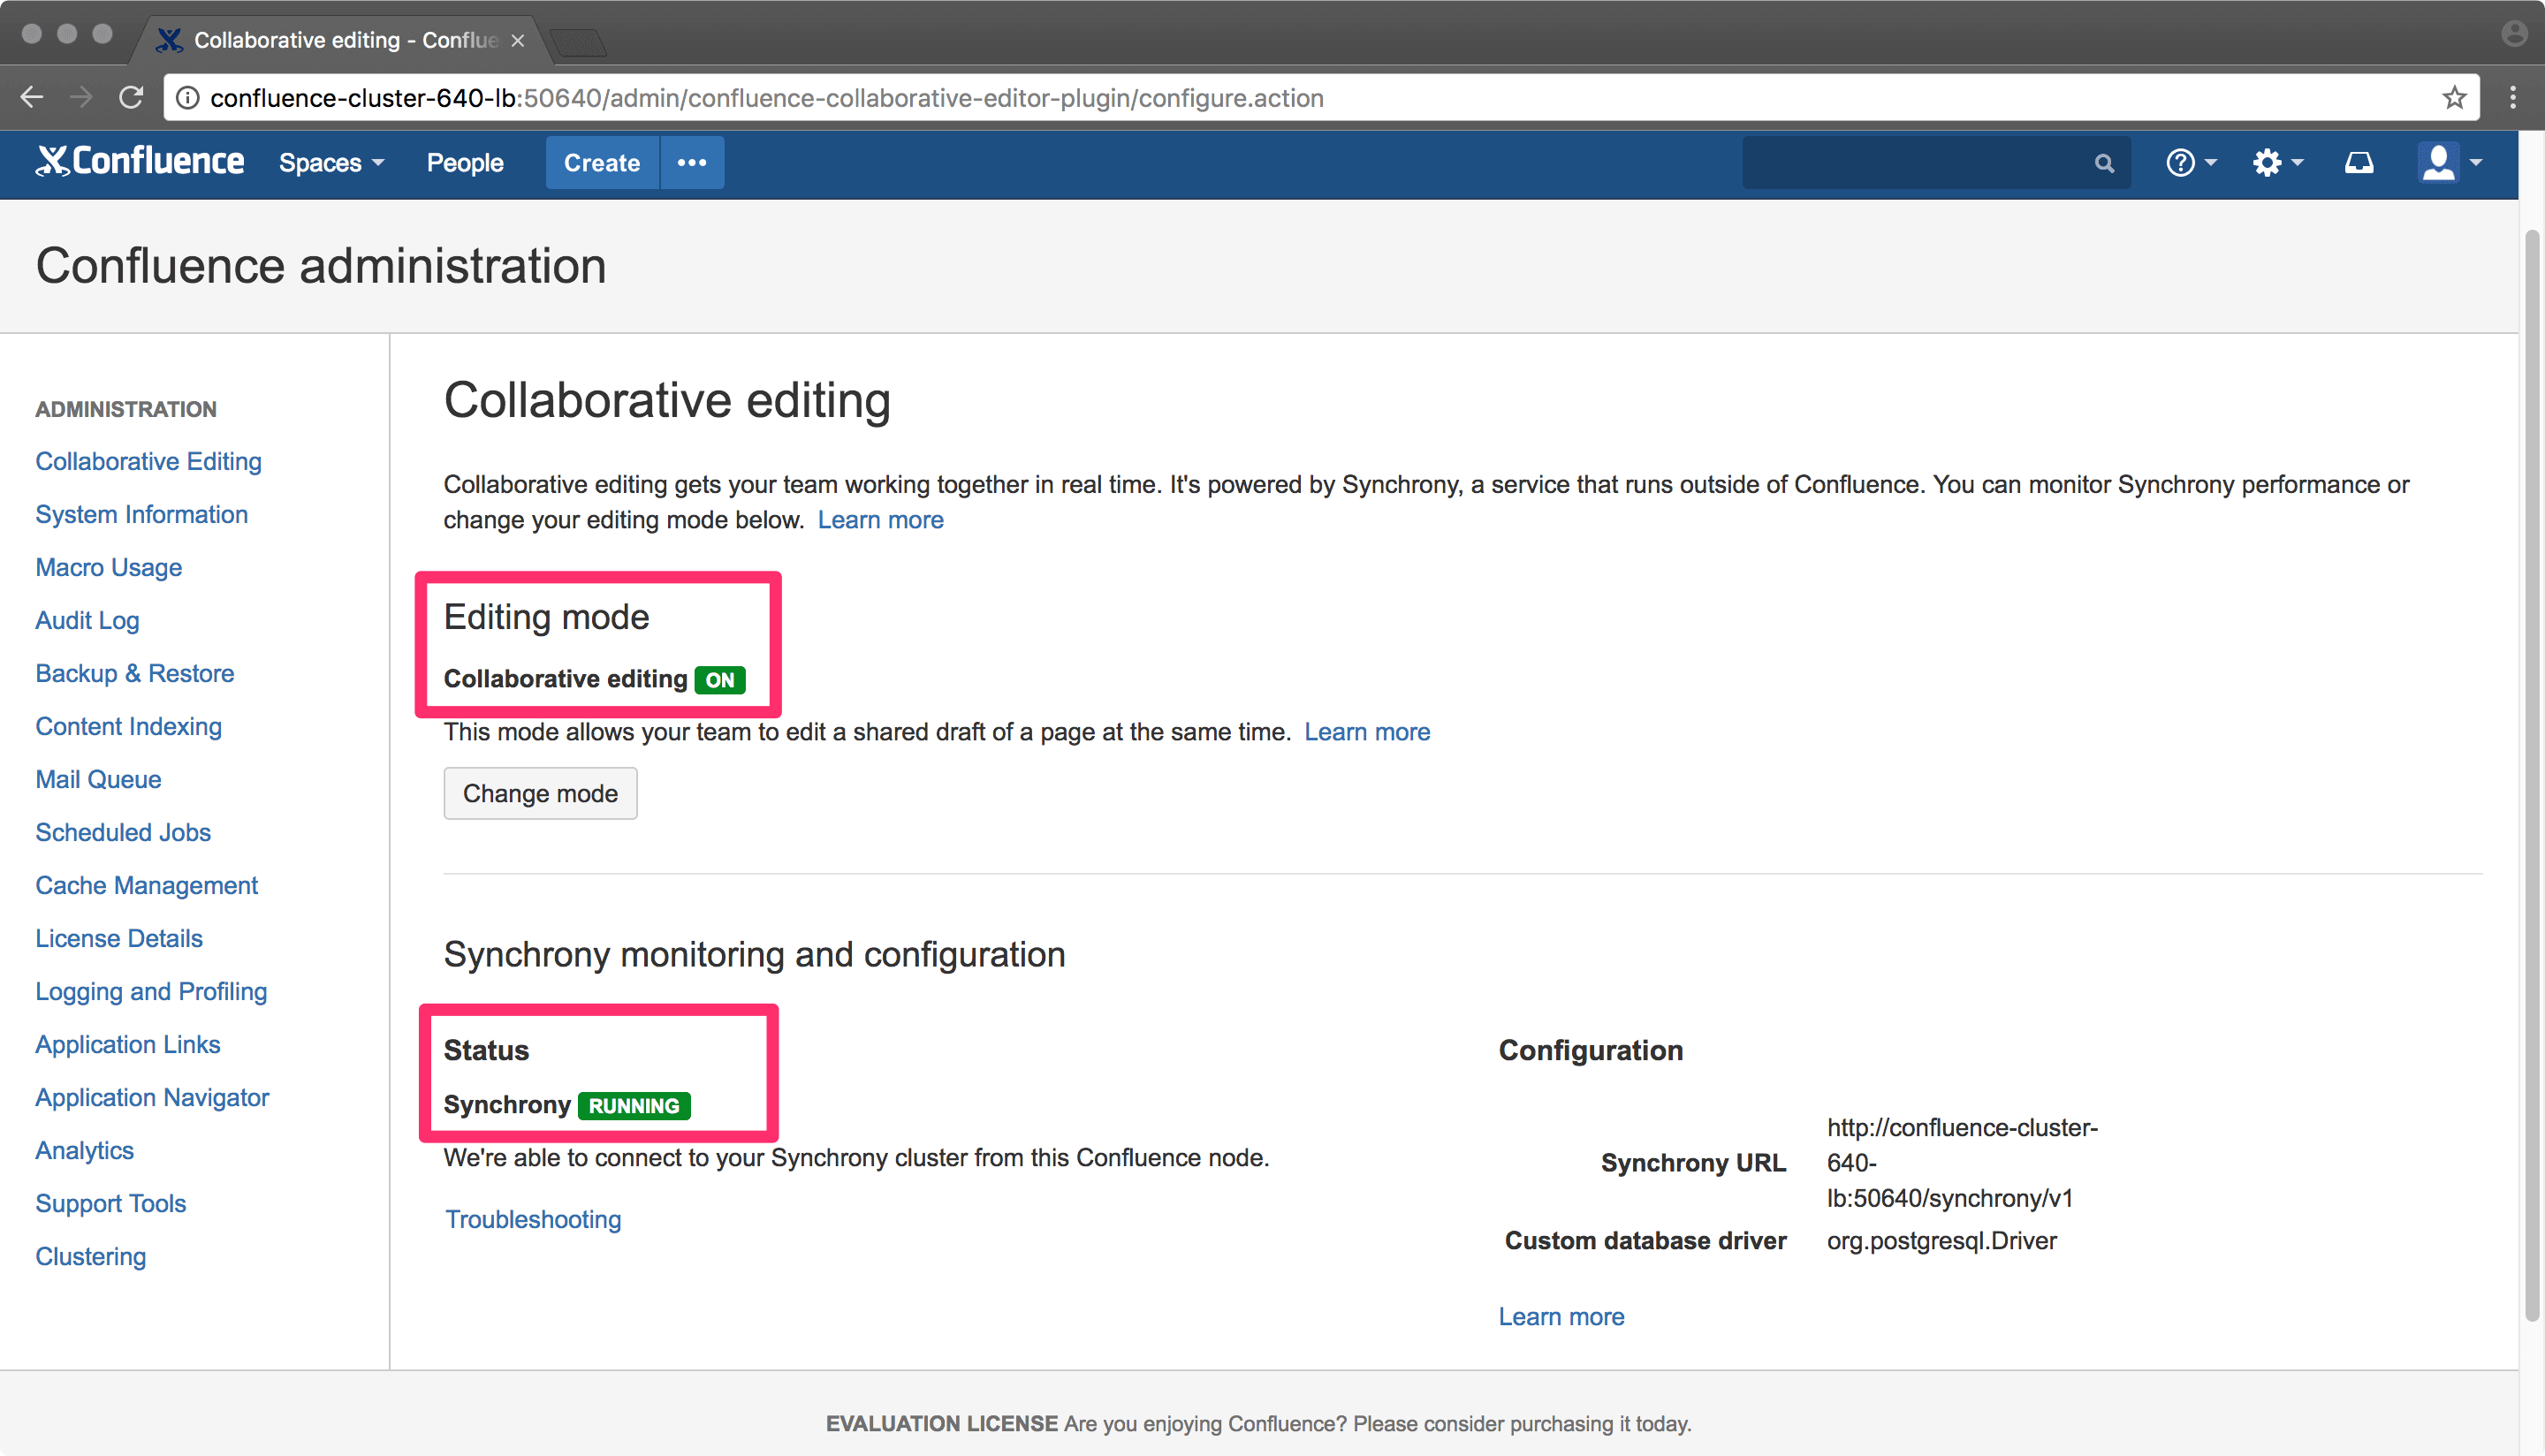 Collaborative editing - Conflue
confluence-cluster-640-lb:50640/admin/confluence-collaborative-editor-plugin/configure.action
Confluence Spaces People Create
Confluence administration
ADMINISTRATION
Collaborative Editing
System Information
Macro Usage
Audit Log
Backup & Restore
Content Indexing
Mail Queue
Scheduled Jobs
Cache Management
License Details
Logging and Profiling
Application Links
Application Navigator
Analytics
Support Tools
Clustering
Collaborative editing
Collaborative editing gets your team working together in real time. It's powered by Synchrony, a service that runs outside of Confluence. You can monitor Synchrony performance or
change your editing mode below. Learn more
Editing mode
Collaborative editing ON
This mode allows your team to edit a shared draft of a page at the same time. Learn more
Change mode
Synchrony monitoring and configuration
Status
Synchrony RUNNING
We're able to connect to your Synchrony cluster from this Confluence node.
Troubleshooting
Configuration
Synchrony URL
http://confluence-cluster-
640-
lb:50640/synchrony/v1
Custom database driver org.postgresql.Driver
Learn more
EVALUATION LICENSE Are you enjoying Confluence? Please consider purchasing it today.